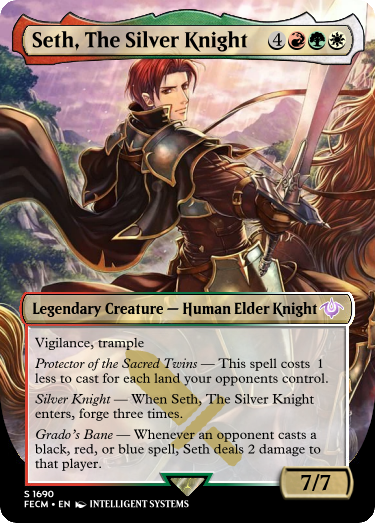 Seth, The Silver Knight 4
Legendary Creature — Human Elder Knight
Vigilance, trample
Protector of the Sacred Twins — This spell costs 1
less to cast for each land your opponents control.
Silver Knight — When Seth, The Silver Knight
enters, forge three times.
Grado's Bane — Whenever an opponent casts a
black, red, or blue spell, Seth deals 2 damage to
that player.
7/7
S 1690
FECM • EN INTELLIGENT SYSTEMS